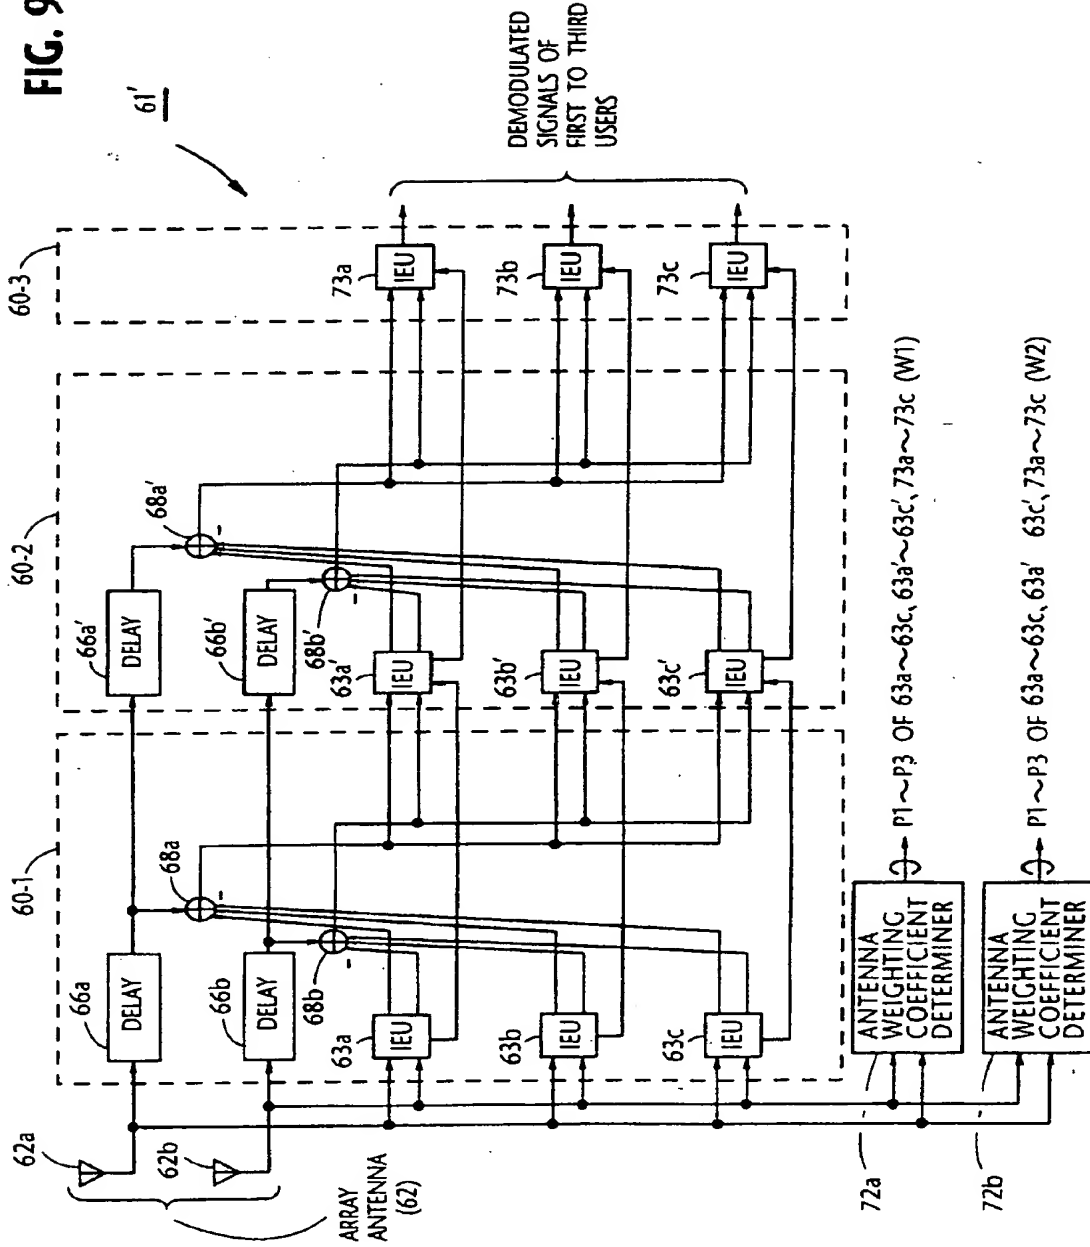 FIG. 9
61'
60-1
60-2
60-3
62a
62b
ARRAY
ANTENNA
(62)
66a
DELAY
66b
DELAY
68a
68b
63a
IEU
63b
IEU
63c
IEU
66a'
DELAY
66b'
DELAY
68a'
68b'
63a'
IEU
63b'
IEU
63c'
IEU
73a
IEU
73b
IEU
73c
IEU
DEMODULATED
SIGNALS OF
FIRST TO THIRD
USERS
72a
ANTENNA
WEIGHTING
COEFFICIENT
DETERMINER
P1~P3 OF 63a~63c, 63a'~63c', 73a~73c (W1)
72b
ANTENNA
WEIGHTING
COEFFICIENT
DETERMINER
P1~P3 OF 63a~63c, 63a' 63c', 73a~73c (W2)